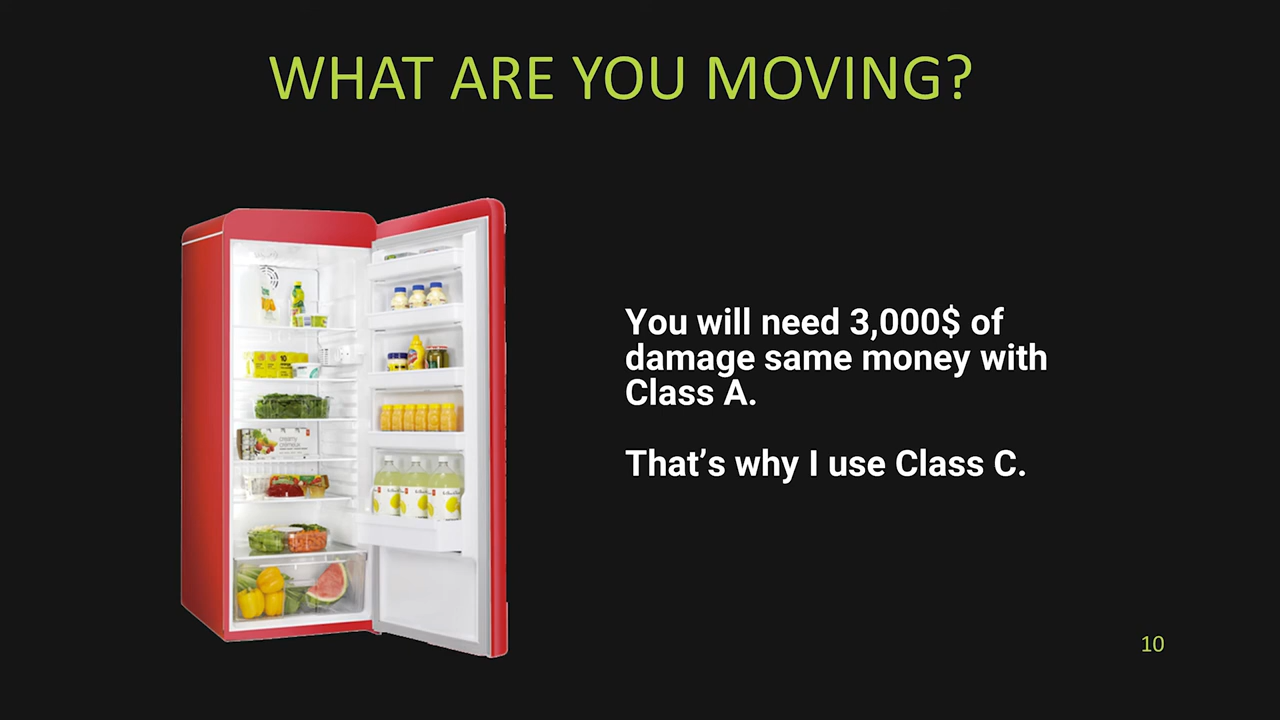 WHAT ARE YOU MOVING?
You will need 3,000$ of
damage same money with
Class A.
That’s why I use Class C.
10